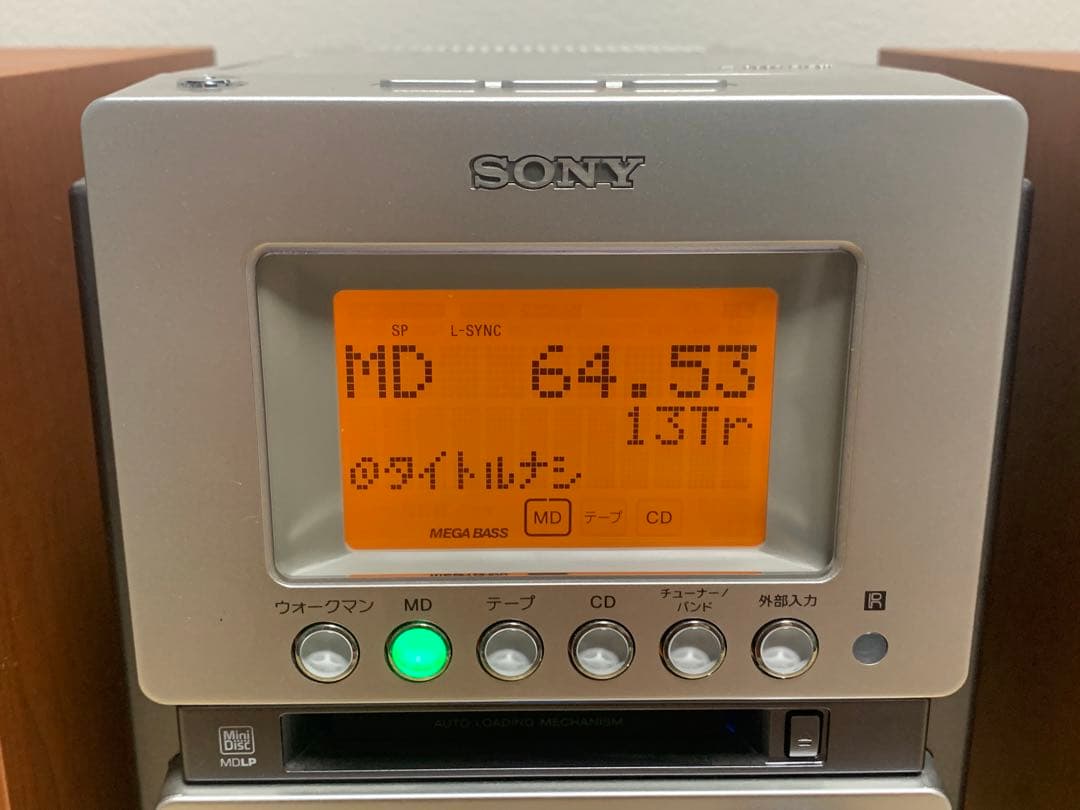 SONY
SP L-SYNC
MD 64.53
13Tr
タイトルナシ
MEGA BASS MD テープ CD
ウォークマン MD テープ CD チューナー/バンド 外部入力 R
AUTO LOADING MECHANISM
Mini Disc
MDLP